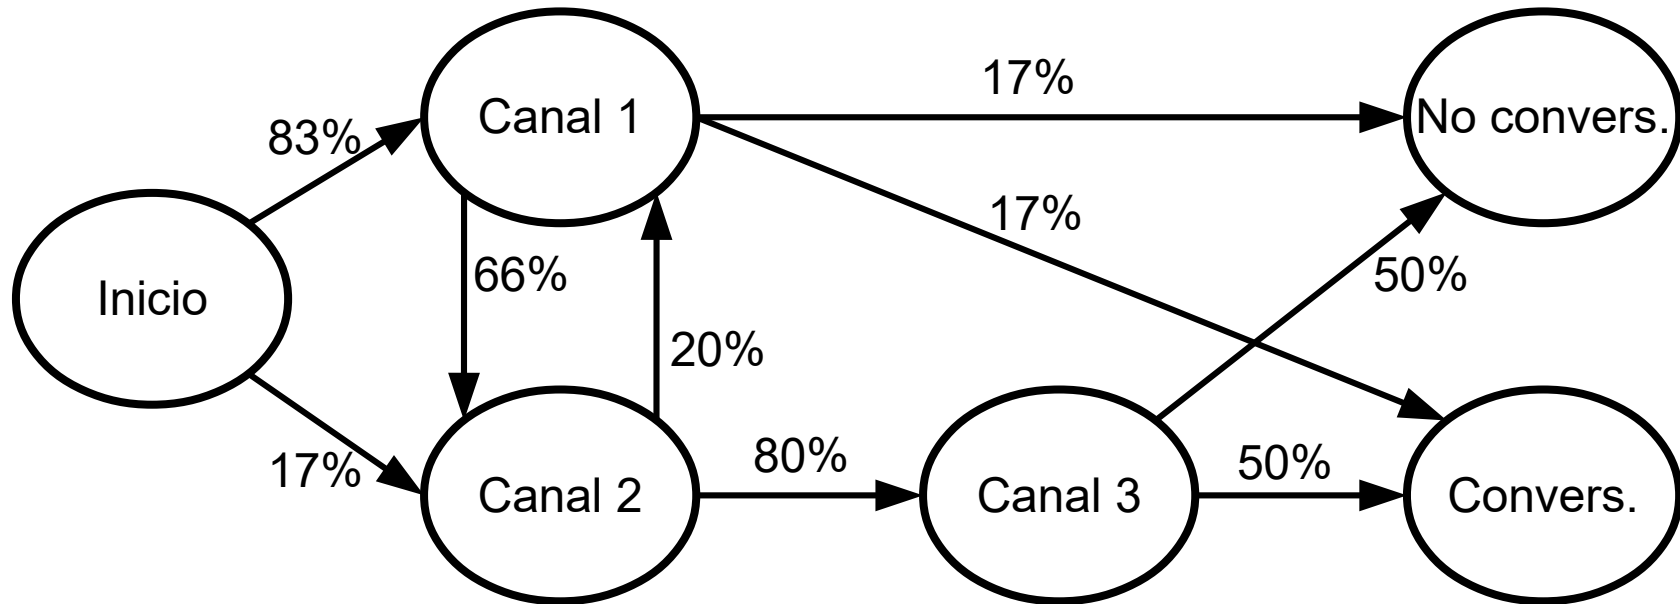 Canal 1
17%
No convers.
83%
17%
66%
50%
Inicio
20%
17%
80%
50%
Canal 2
Canal 3
Convers.